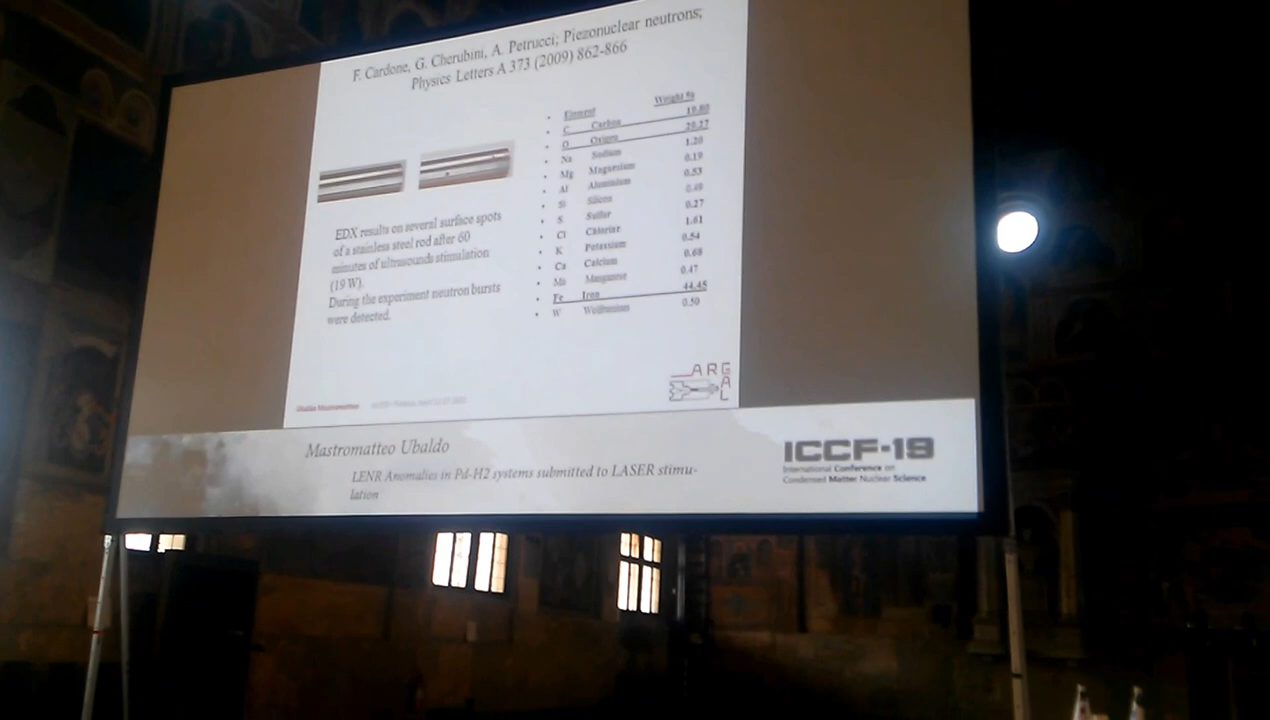 F. Cardone, G. Cherubini, A. Petrucci; Piezonuclear neutrons;
Physics Letters A 373 (2009) 862-866
Element Weight %
C Carbon 10.80
O Oxigen 20.27
Na Sodium 1.20
Mg Magnesium 0.19
Al Aluminium 0.53
Si Silicon 0.49
S Sulfur 0.27
Cl Chlorine 1.61
K Potassium 0.54
Ca Calcium 0.68
Mn Manganese 0.47
Fe Iron 44.45
W Wolframium 0.50
EDX results on several surface spots
of a stainless steel rod after 60
minutes of ultrasounds stimulation
(19 W).
During the experiment neutron bursts
were detected.
ARGAL
Ubaldo Mastromatteo
Mastromatteo Ubaldo
LENR Anomalies in Pd-H2 systems submitted to LASER stimu-
lation
ICCF-19
International Conference on
Condensed Matter Nuclear Science